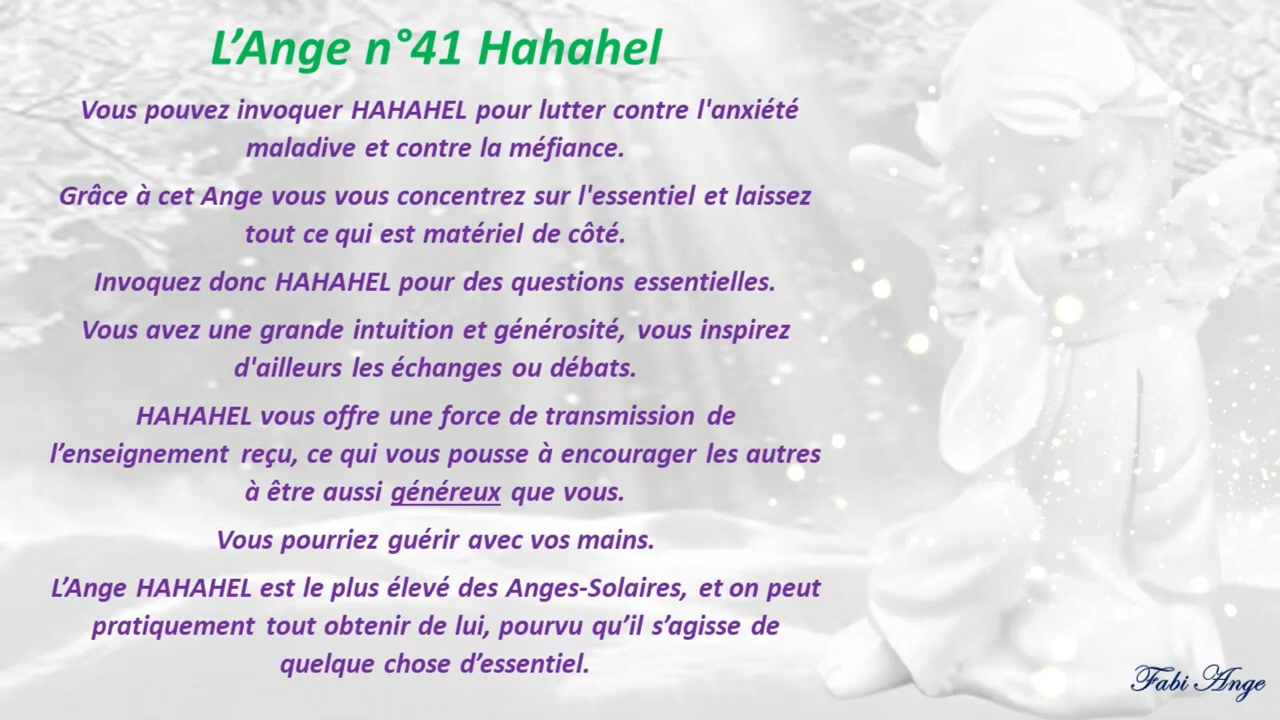 L’Ange n°41 Hahahel
Vous pouvez invoquer HAHAHEL pour lutter contre l'anxiété
maladive et contre la méfiance.
Grâce à cet Ange vous vous concentrez sur l'essentiel et laissez
tout ce qui est matériel de côté.
Invoquez donc HAHAHEL pour des questions essentielles.
Vous avez une grande intuition et générosité, vous inspirez
d'ailleurs les échanges ou débats.
HAHAHEL vous offre une force de transmission de
l’enseignement reçu, ce qui vous pousse à encourager les autres
à être aussi généreux que vous.
Vous pourriez guérir avec vos mains.
L’Ange HAHAHEL est le plus élevé des Anges-Solaires, et on peut
pratiquement tout obtenir de lui, pourvu qu’il s’agisse de
quelque chose d’essentiel.
Fabi Ange